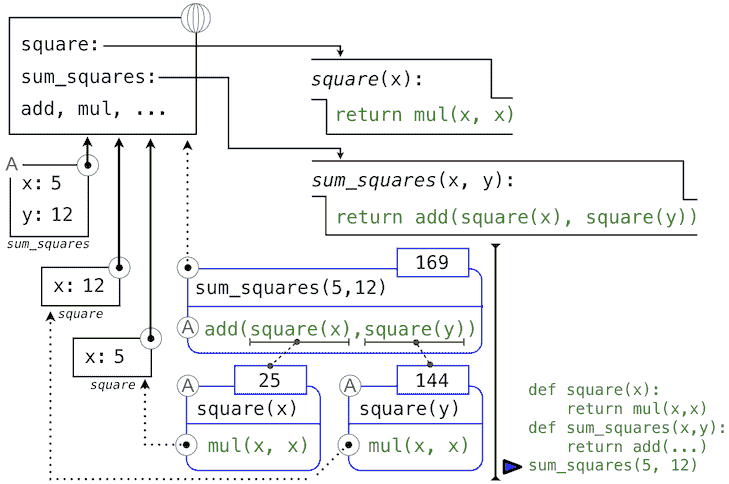 square:
sum_squares:
add, mul, ...
square(x):
return mul(x, x)
sum_squares(x, y):
return add(square(x), square(y))
A
x: 5
y: 12
sum_squares
x: 12
square
x: 5
square
169
sum_squares(5,12)
A
add(square(x),square(y))
A
25
square(x)
mul(x, x)
A
144
square(y)
mul(x, x)
def square(x):
return mul(x,x)
def sum_squares(x,y):
return add(...)
sum_squares(5, 12)